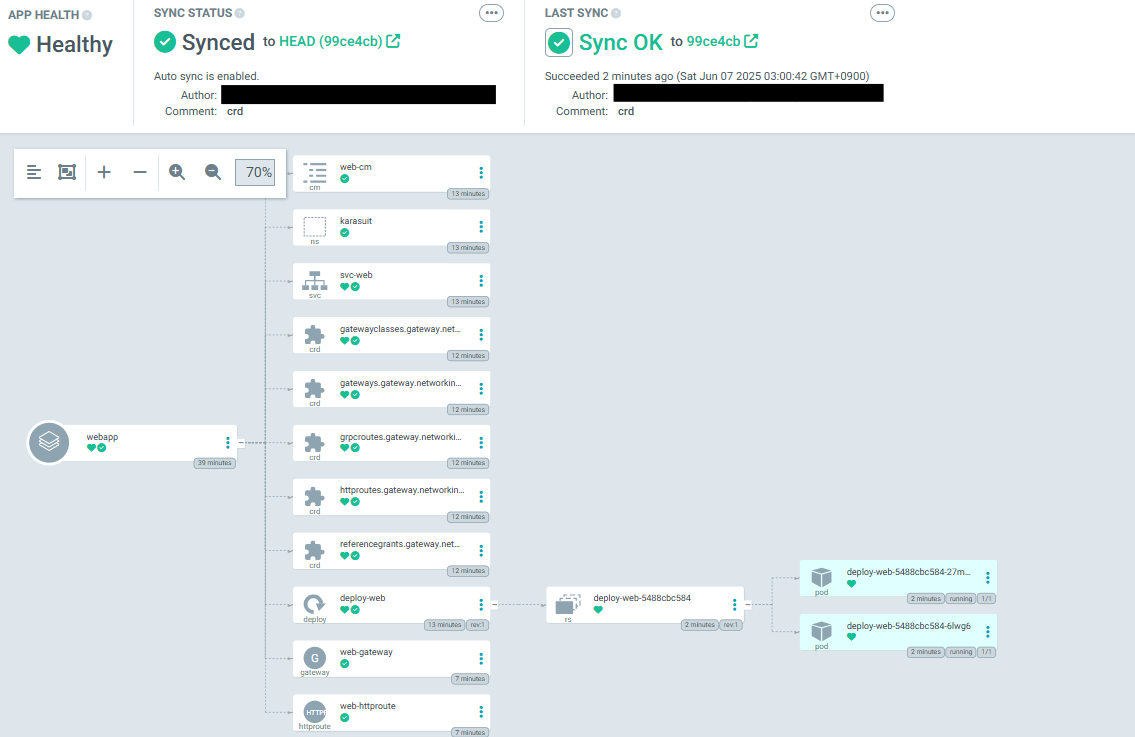 APP HEALTH
Healthy
SYNC STATUS
Synced to HEAD (99ce4cb)
Auto sync is enabled.
Author:
Comment: crd
LAST SYNC
Sync OK to 99ce4cb
Succeeded 2 minutes ago (Sat Jun 07 2025 03:00:42 GMT+0900)
Author:
Comment: crd
70%
web-cm
cm
13 minutes
karasuit
ns
13 minutes
svc-web
svc
13 minutes
gatewayclasses.gateway.net...
crd
12 minutes
gateways.gateway.networkin...
crd
12 minutes
webapp
39 minutes
grpcroutes.gateway.networki...
crd
12 minutes
httproutes.gateway.networkin...
crd
12 minutes
referencegrants.gateway.net...
crd
12 minutes
deploy-web
deploy
13 minutes rev:1
deploy-web-5488cbc584
rs
2 minutes rev:1
deploy-web-5488cbc584-27m...
pod
2 minutes running 1/1
deploy-web-5488cbc584-6lwg6
pod
2 minutes running 1/1
G
web-gateway
gateway
7 minutes
HTTPR
web-httproute
httproute
7 minutes